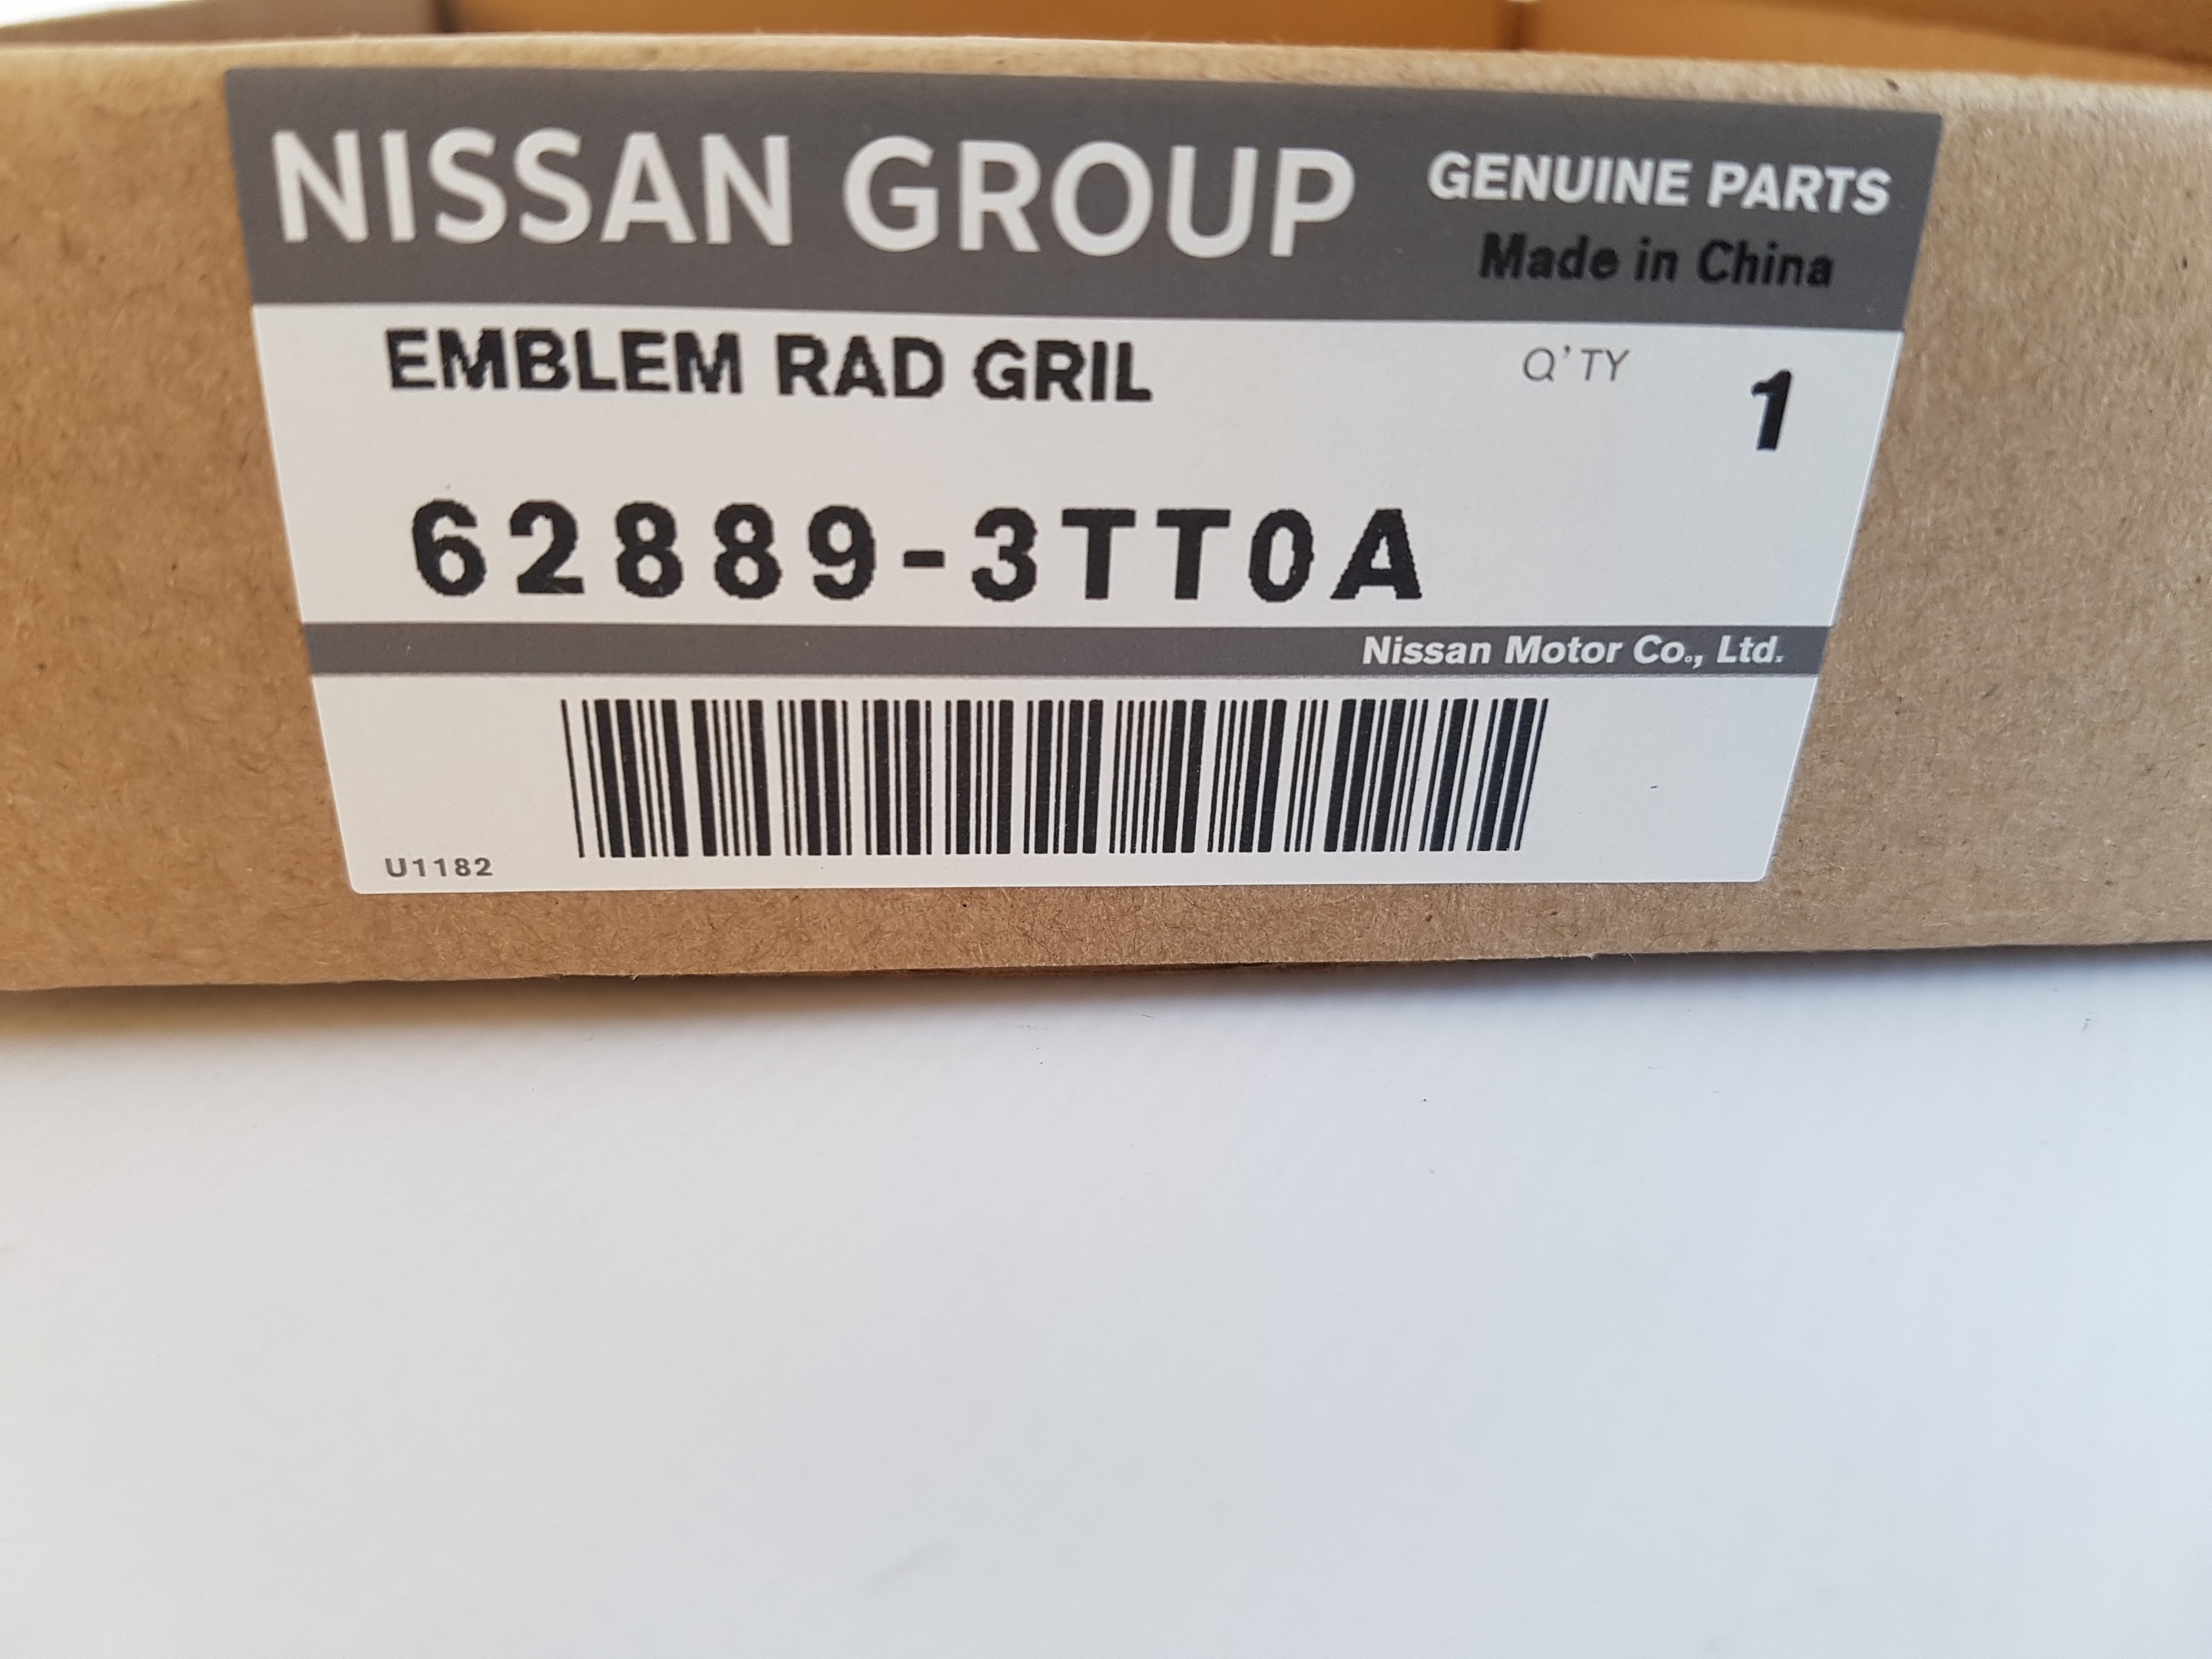 NISSAN GROUP GENUINE PARTS
Made in China
EMBLEM RAD GRIL Q'TY 1
62889-3TT0A
Nissan Motor Co., Ltd.
U1182